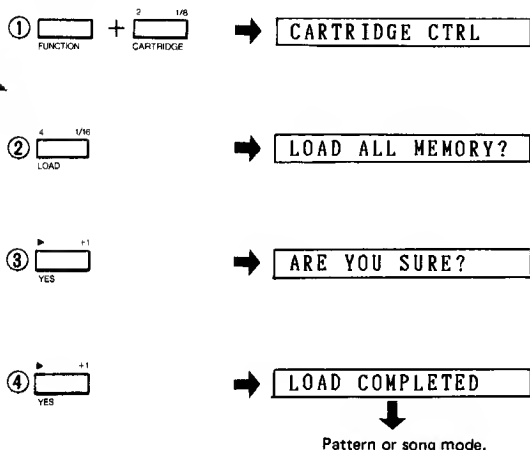 2 1/8
① + CARTRIDGE CTRL
FUNCTION CARTRIDGE
4 1/16
② LOAD ALL MEMORY?
LOAD
▶ +1
③ ARE YOU SURE?
YES
▶ +1
④ LOAD COMPLETED
YES
Pattern or song mode.